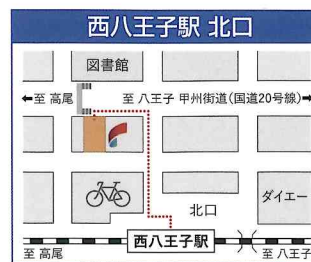 西八王子駅 北口
図書館
←至 高尾 至 八王子 甲州街道(国道20号線)→
北口
ダイエー
西八王子駅
至 高尾 至 八王子